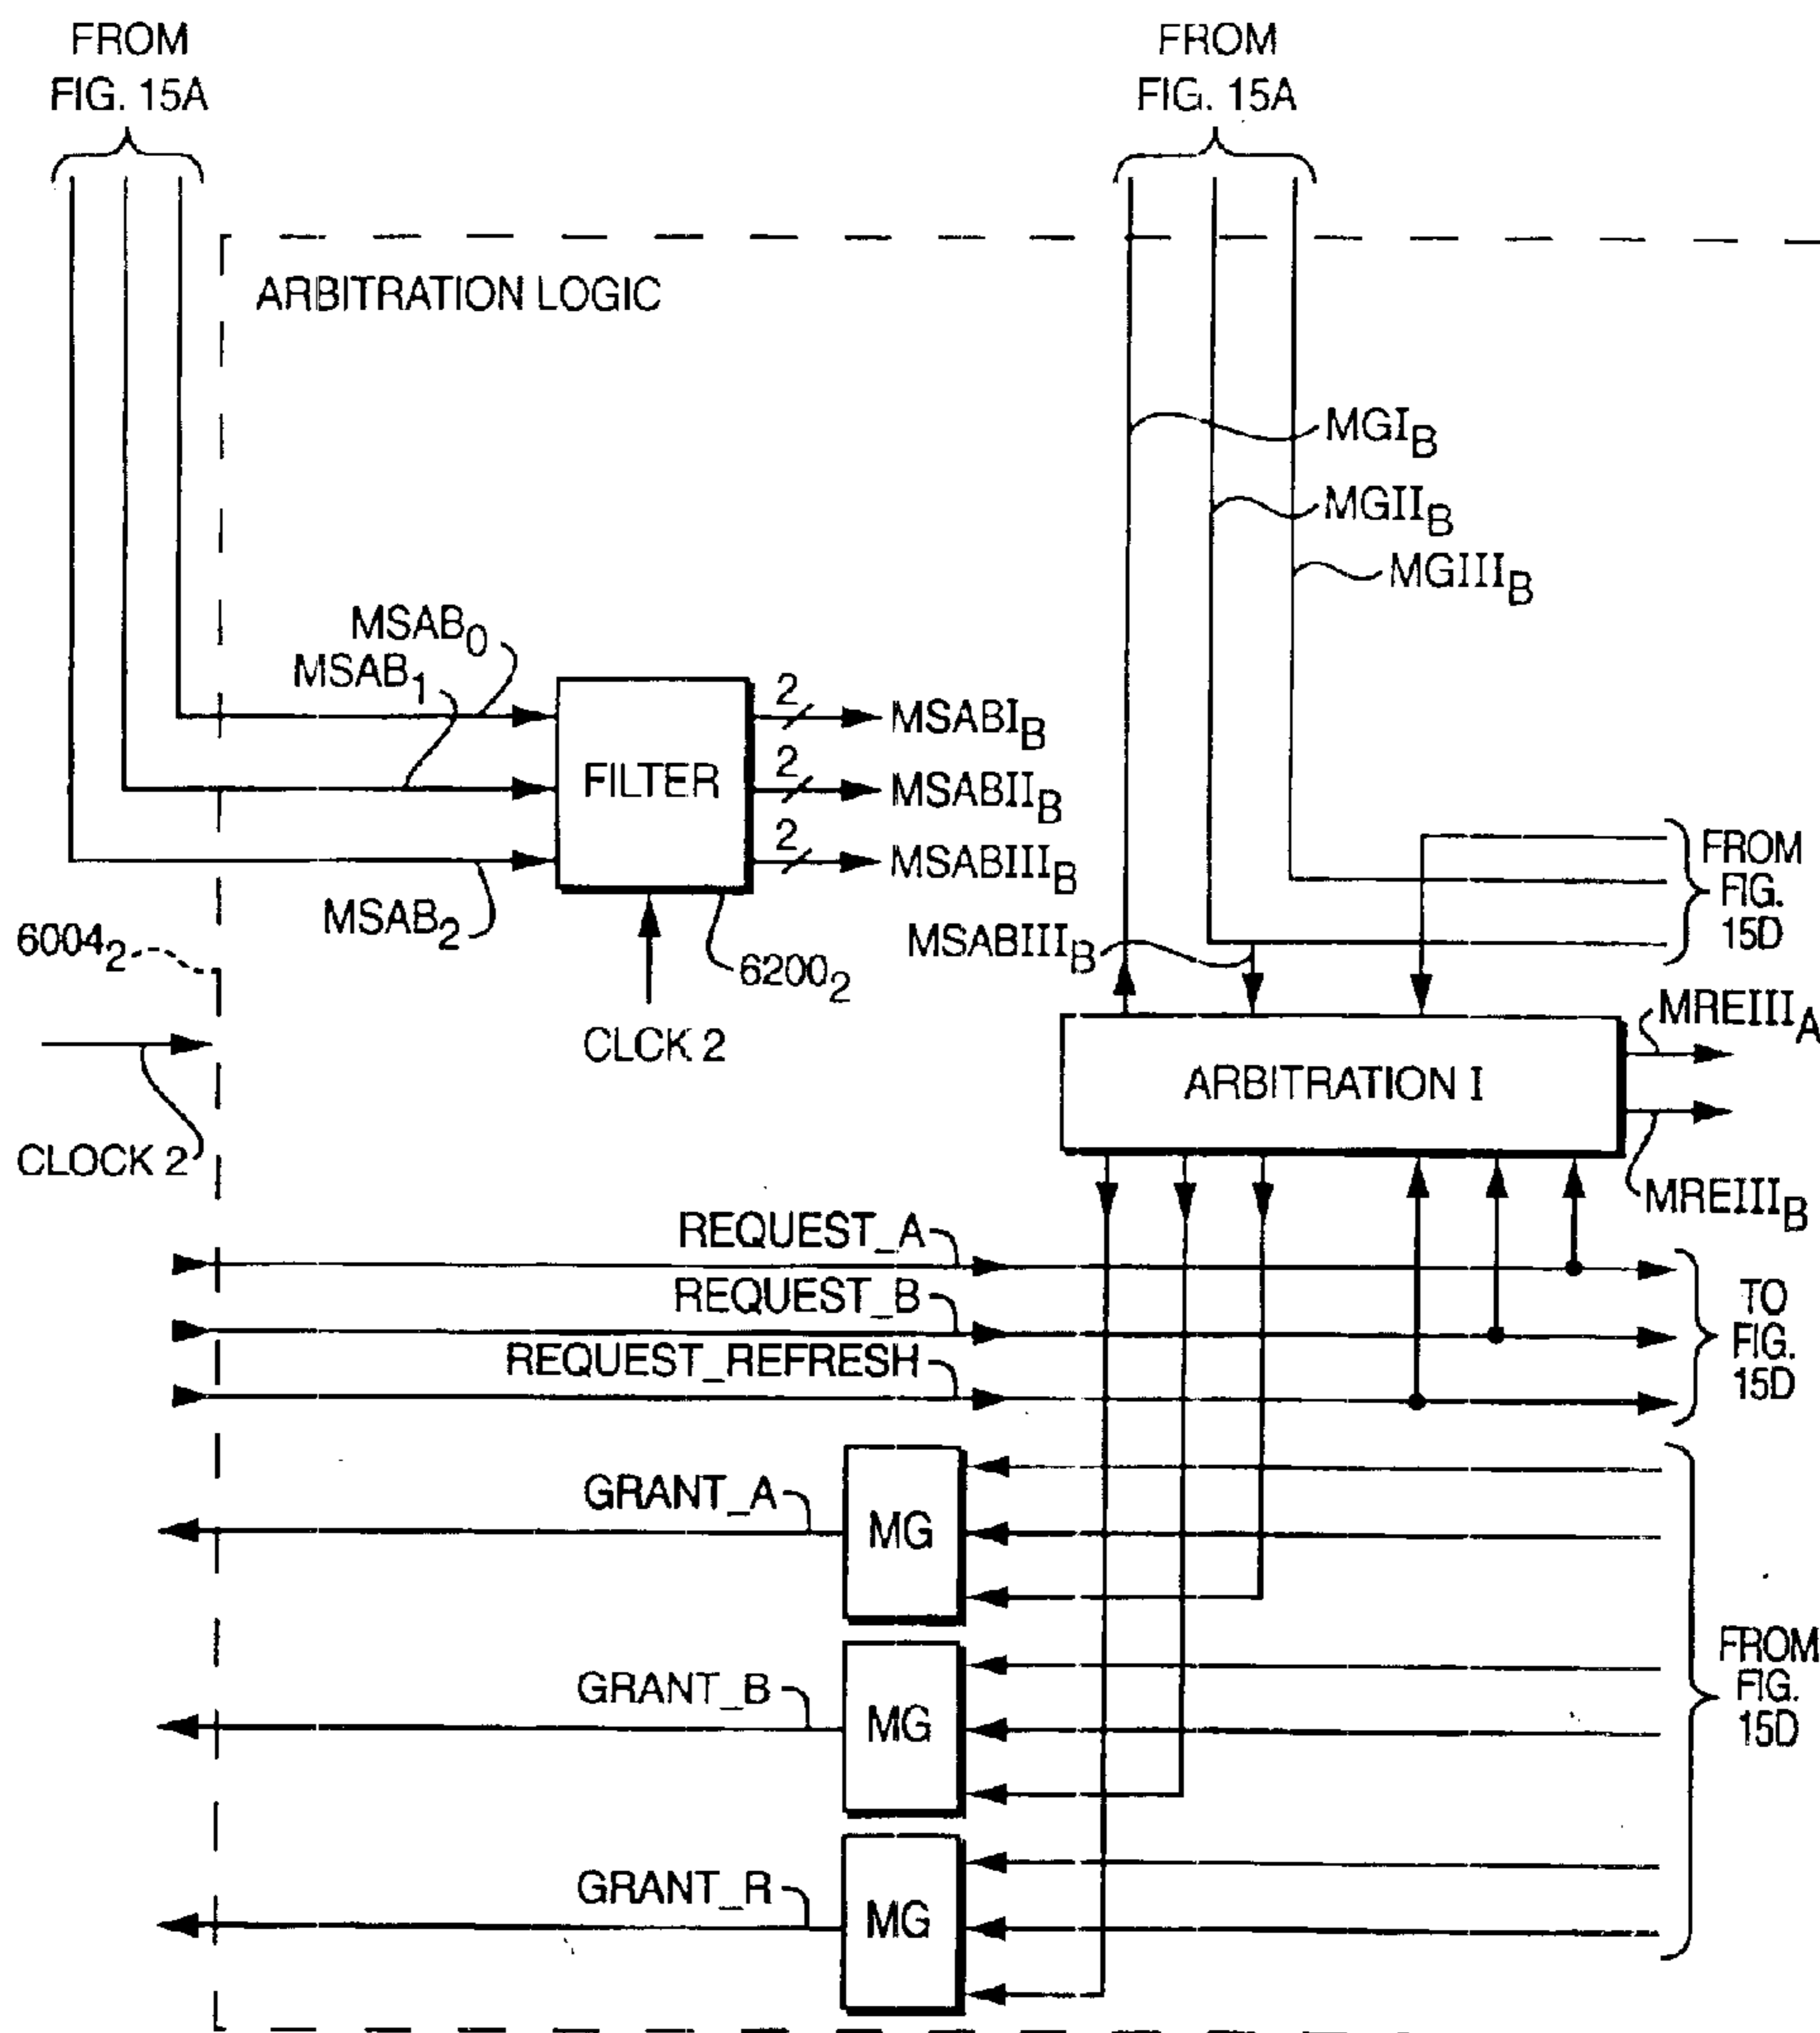 FROM
FIG. 15A
FROM
FIG. 15A
ARBITRATION LOGIC
MGI_B
MGII_B
MGIII_B
MSAB_0
MSAB_1
MSAB_2
FILTER
2
MSABI_B
2
MSABII_B
2
MSABIII_B
6200_2
CLCK 2
6004_2
CLOCK 2
MSABIII_B
FROM
FIG.
15D
ARBITRATION I
MREIII_A
MREIII_B
REQUEST_A
REQUEST_B
REQUEST_REFRESH
TO
FIG.
15D
GRANT_A
MG
GRANT_B
MG
GRANT_R
MG
FROM
FIG.
15D